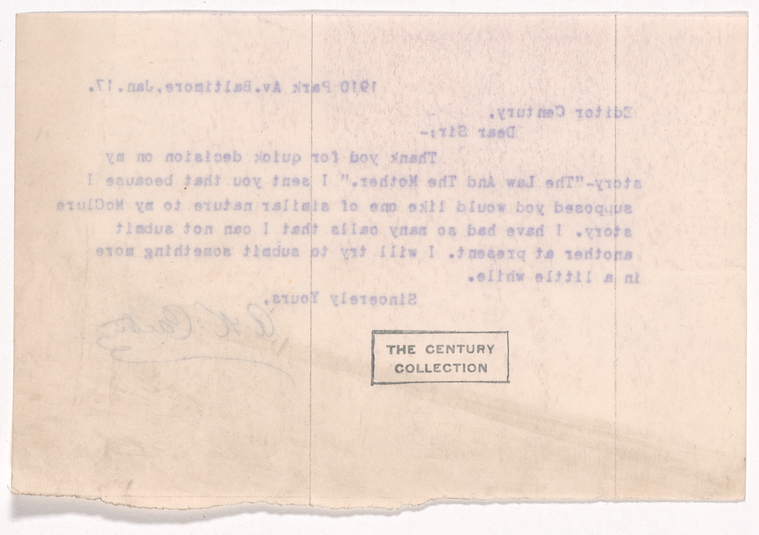 1910 Park Av.Baltimore,Jan.17.
Editor Century,
Dear Sir:-
Thank yod for quick decision on my
story-"The Law And The Mother." I sent you that because I
supposed yod would like one of similar nature to my McClure
story. I have had so many calls that I can not submit
another at present. I will try to submit something more
in a little while.
Sincerely Yours,
THE CENTURY
COLLECTION